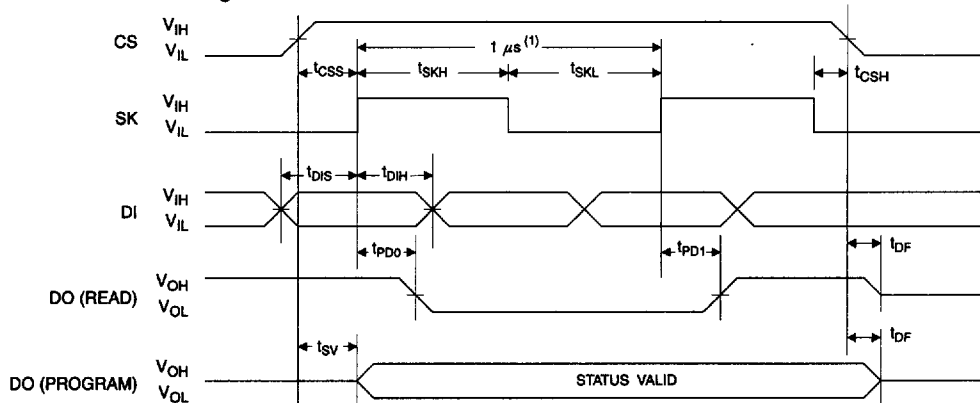 CS
VIH
VIL
1 μs (1)
tCSS
tSKH
tSKL
tCSH
SK
VIH
VIL
tDIS
tDIH
DI
VIH
VIL
tPD0
tPD1
tDF
DO (READ)
VOH
VOL
tSV
tDF
DO (PROGRAM)
VOH
VOL
STATUS VALID